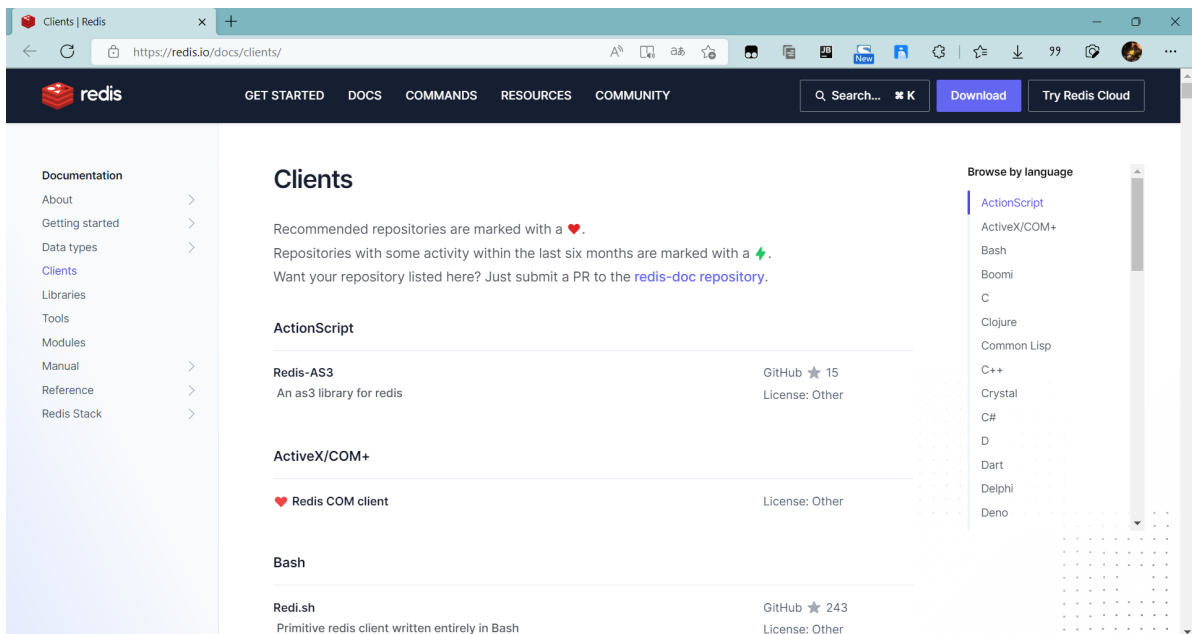 Clients | Redis
https://redis.io/docs/clients/
New
redis
GET STARTED DOCS COMMANDS RESOURCES COMMUNITY
Search... ⌘ K
Download
Try Redis Cloud
Documentation
About
Getting started
Data types
Clients
Libraries
Tools
Modules
Manual
Reference
Redis Stack
Clients
Recommended repositories are marked with a ❤.
Repositories with some activity within the last six months are marked with a ⚡.
Want your repository listed here? Just submit a PR to the redis-doc repository.
ActionScript
Redis-AS3 GitHub ★ 15
An as3 library for redis License: Other
ActiveX/COM+
❤ Redis COM client License: Other
Bash
Redi.sh GitHub ★ 243
Primitive redis client written entirely in Bash License: Other
Browse by language
ActionScript
ActiveX/COM+
Bash
Boomi
C
Clojure
Common Lisp
C++
Crystal
C#
D
Dart
Delphi
Deno